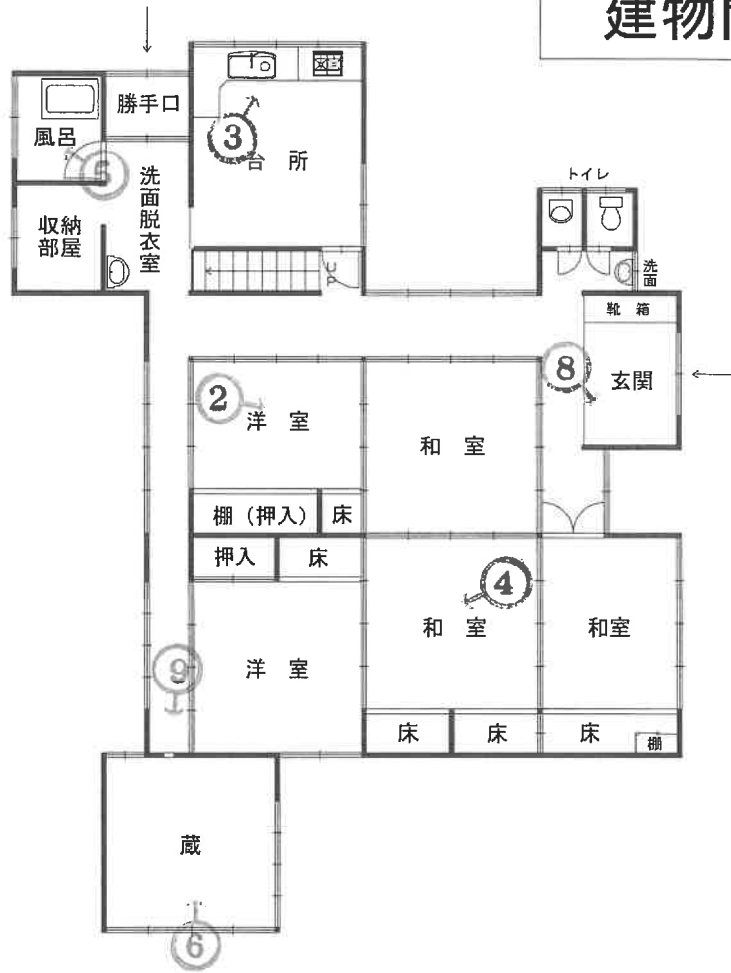 建物
勝手口
風呂
③
台 所
⑤
洗面脱衣室
収納
部屋
トイレ
UP
洗面
靴 箱
⑧
玄関
②
洋 室
和 室
棚（押入）
床
押入
床
④
和 室
和室
洋 室
⑨
床
床
床
棚
蔵
⑥